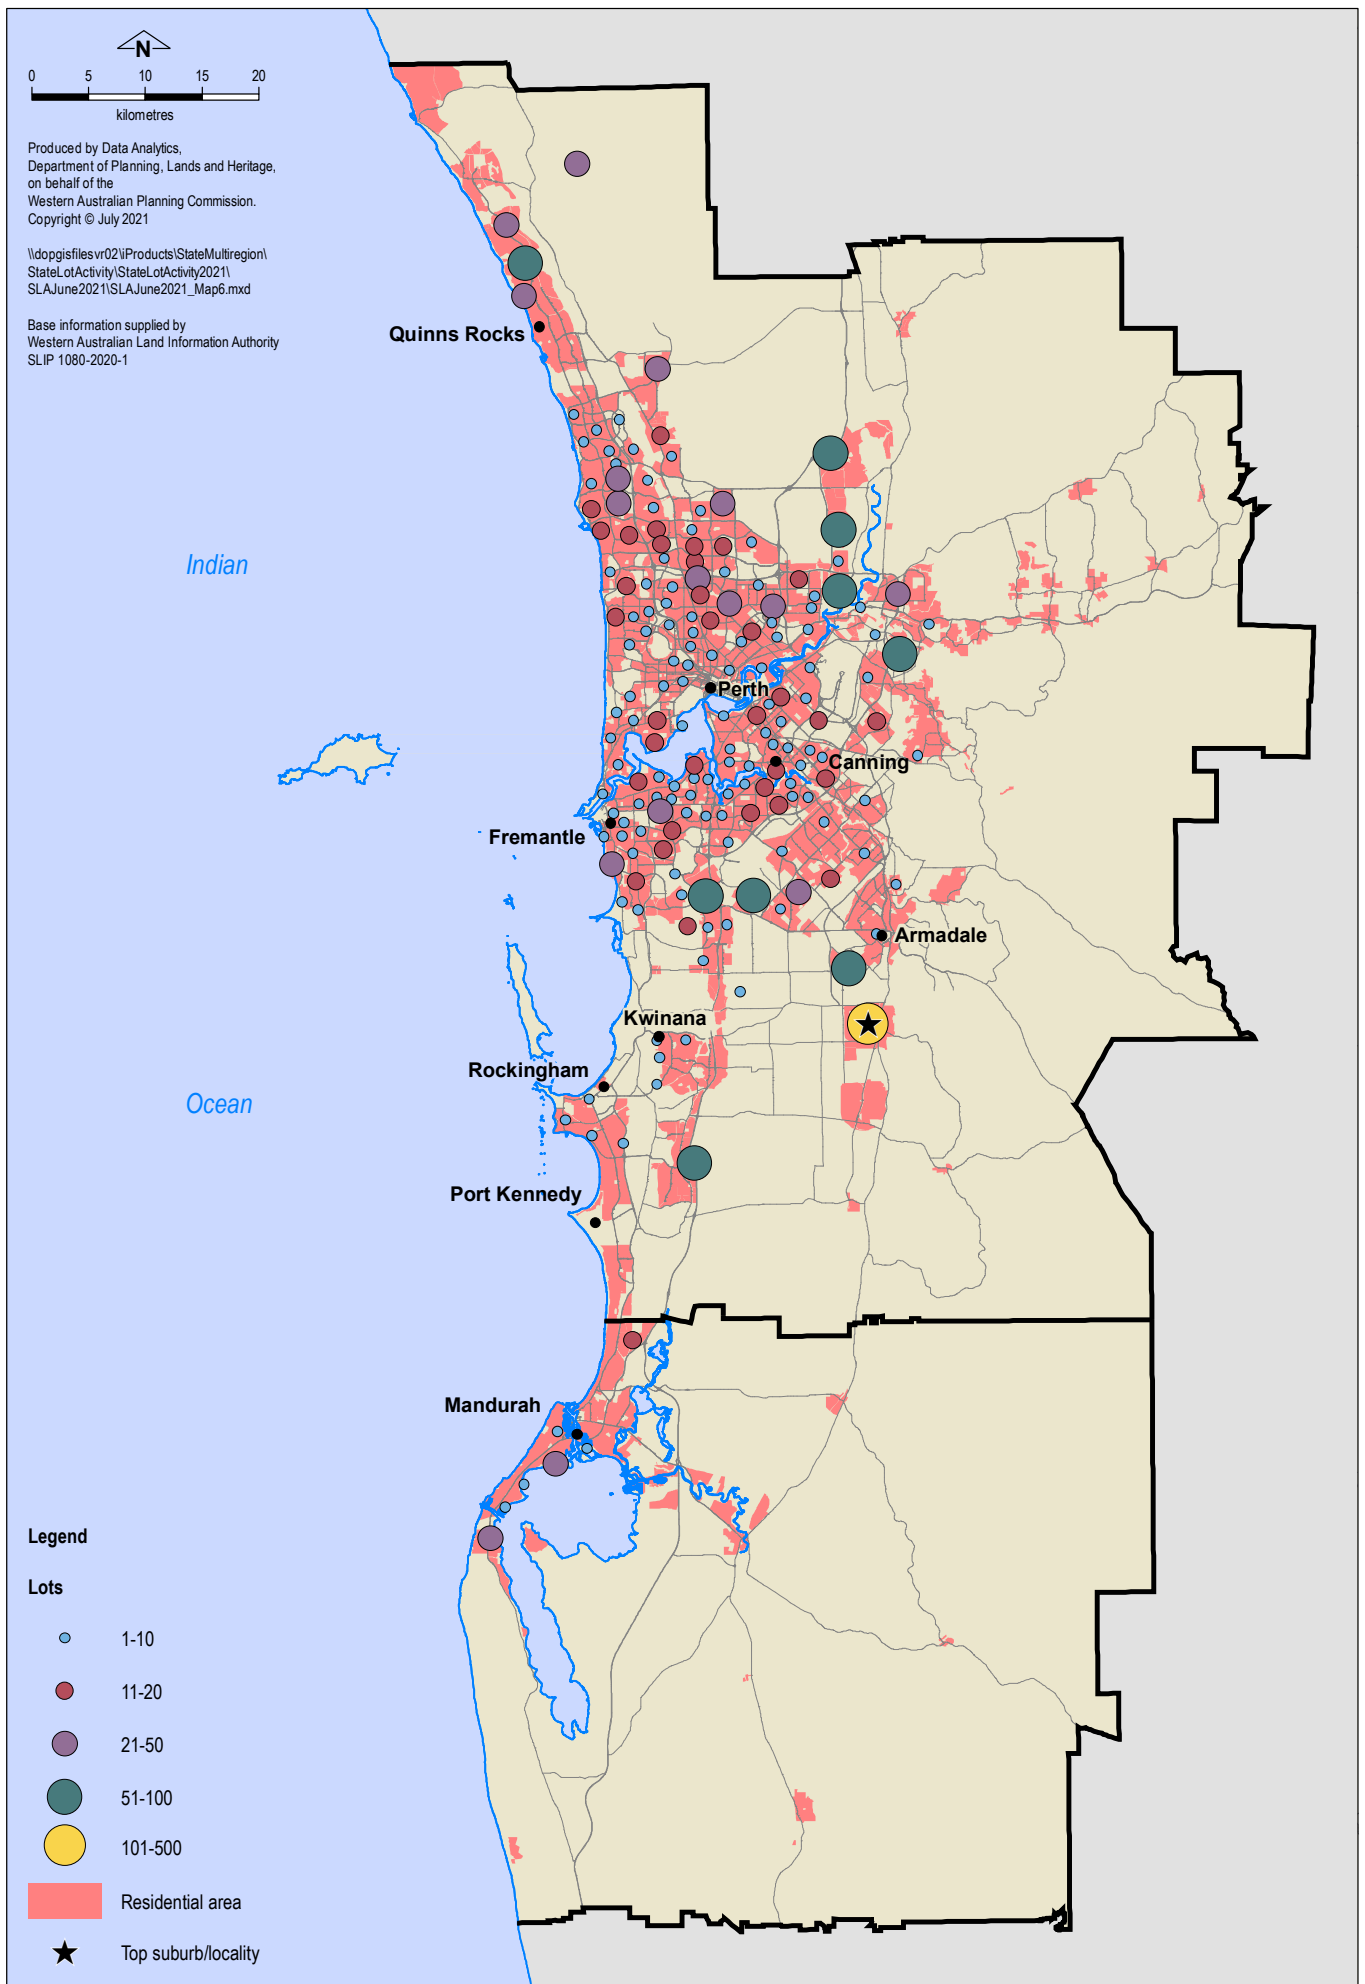 N
0 5 10 15 20
kilometres
Produced by Data Analytics,
Department of Planning, Lands and Heritage,
on behalf of the
Western Australian Planning Commission.
Copyright © July 2021
\\dopgisfilesvr02\iProducts\StateMultiregion\
StateLotActivity\StateLotActivity2021\
SLAJune2021\SLAJune2021_Map6.mxd
Base information supplied by
Western Australian Land Information Authority
SLIP 1080-2020-1
Quinns Rocks
Indian
Perth
Canning
Fremantle
Armadale
Kwinana
Rockingham
Ocean
Port Kennedy
Mandurah
Legend
Lots
1-10
11-20
21-50
51-100
101-500
Residential area
Top suburb/locality